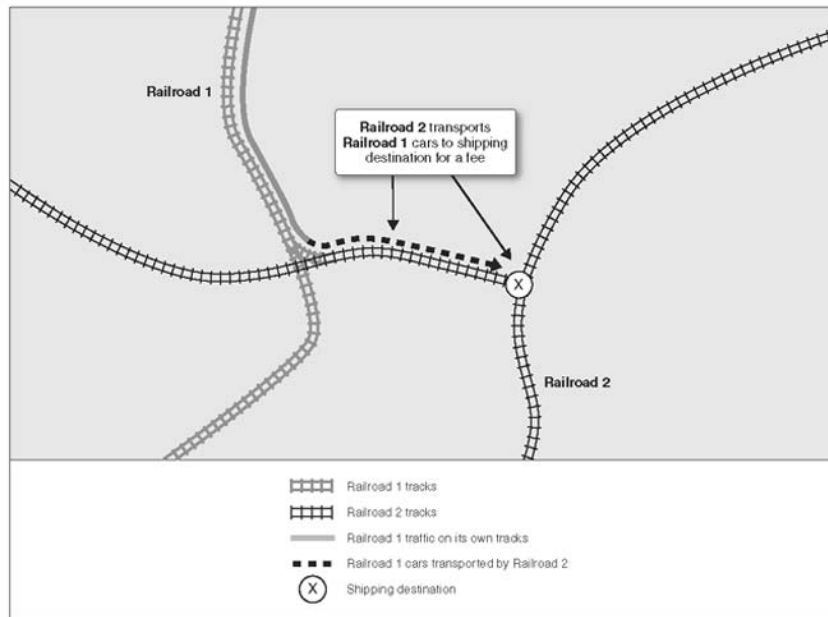 Railroad 1
Railroad 2 transports
Railroad 1 cars to shipping
destination for a fee
X
Railroad 2
Railroad 1 tracks
Railroad 2 tracks
Railroad 1 traffic on its own tracks
Railroad 1 cars transported by Railroad 2
X
Shipping destination